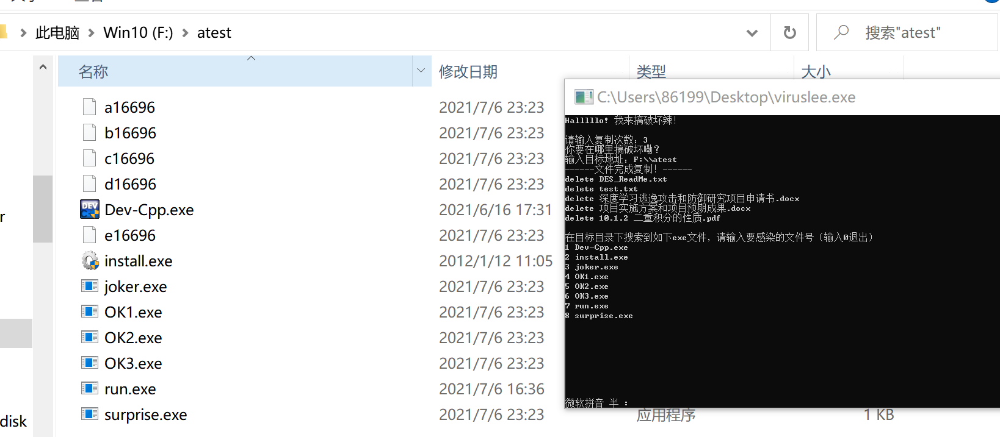 此电脑 Win10 (F:) atest
搜索"atest"
名称 修改日期 类型 大小
a16696 2021/7/6 23:23
b16696 2021/7/6 23:23
c16696 2021/7/6 23:23
d16696 2021/7/6 23:23
Dev-Cpp.exe 2021/6/16 17:31
e16696 2021/7/6 23:23
install.exe 2012/1/12 11:05
joker.exe 2021/7/6 23:23
OK1.exe 2021/7/6 23:23
OK2.exe 2021/7/6 23:23
OK3.exe 2021/7/6 23:23
run.exe 2021/7/6 16:36
surprise.exe 2021/7/6 23:23 应用程序 1 KB
r
disk
C:\Users\86199\Desktop\viruslee.exe
Halllllo! 我来搞破坏辣!
请输入复制次数: 3
你要在哪里搞破坏嘞?
输入目标地址: F:\\atest
------文件完成复制! ------
delete DES_ReadMe.txt
delete test.txt
delete 深度学习逃逸攻击和防御研究项目申请书.docx
delete 项目实施方案和项目预期成果.docx
delete 10.1.2 二重积分的性质.pdf
在目标目录下搜索到如下exe文件, 请输入要感染的文件号（输入0退出）
1 Dev-Cpp.exe
2 install.exe
3 joker.exe
4 OK1.exe
5 OK2.exe
6 OK3.exe
7 run.exe
8 surprise.exe
微软拼音 半 :